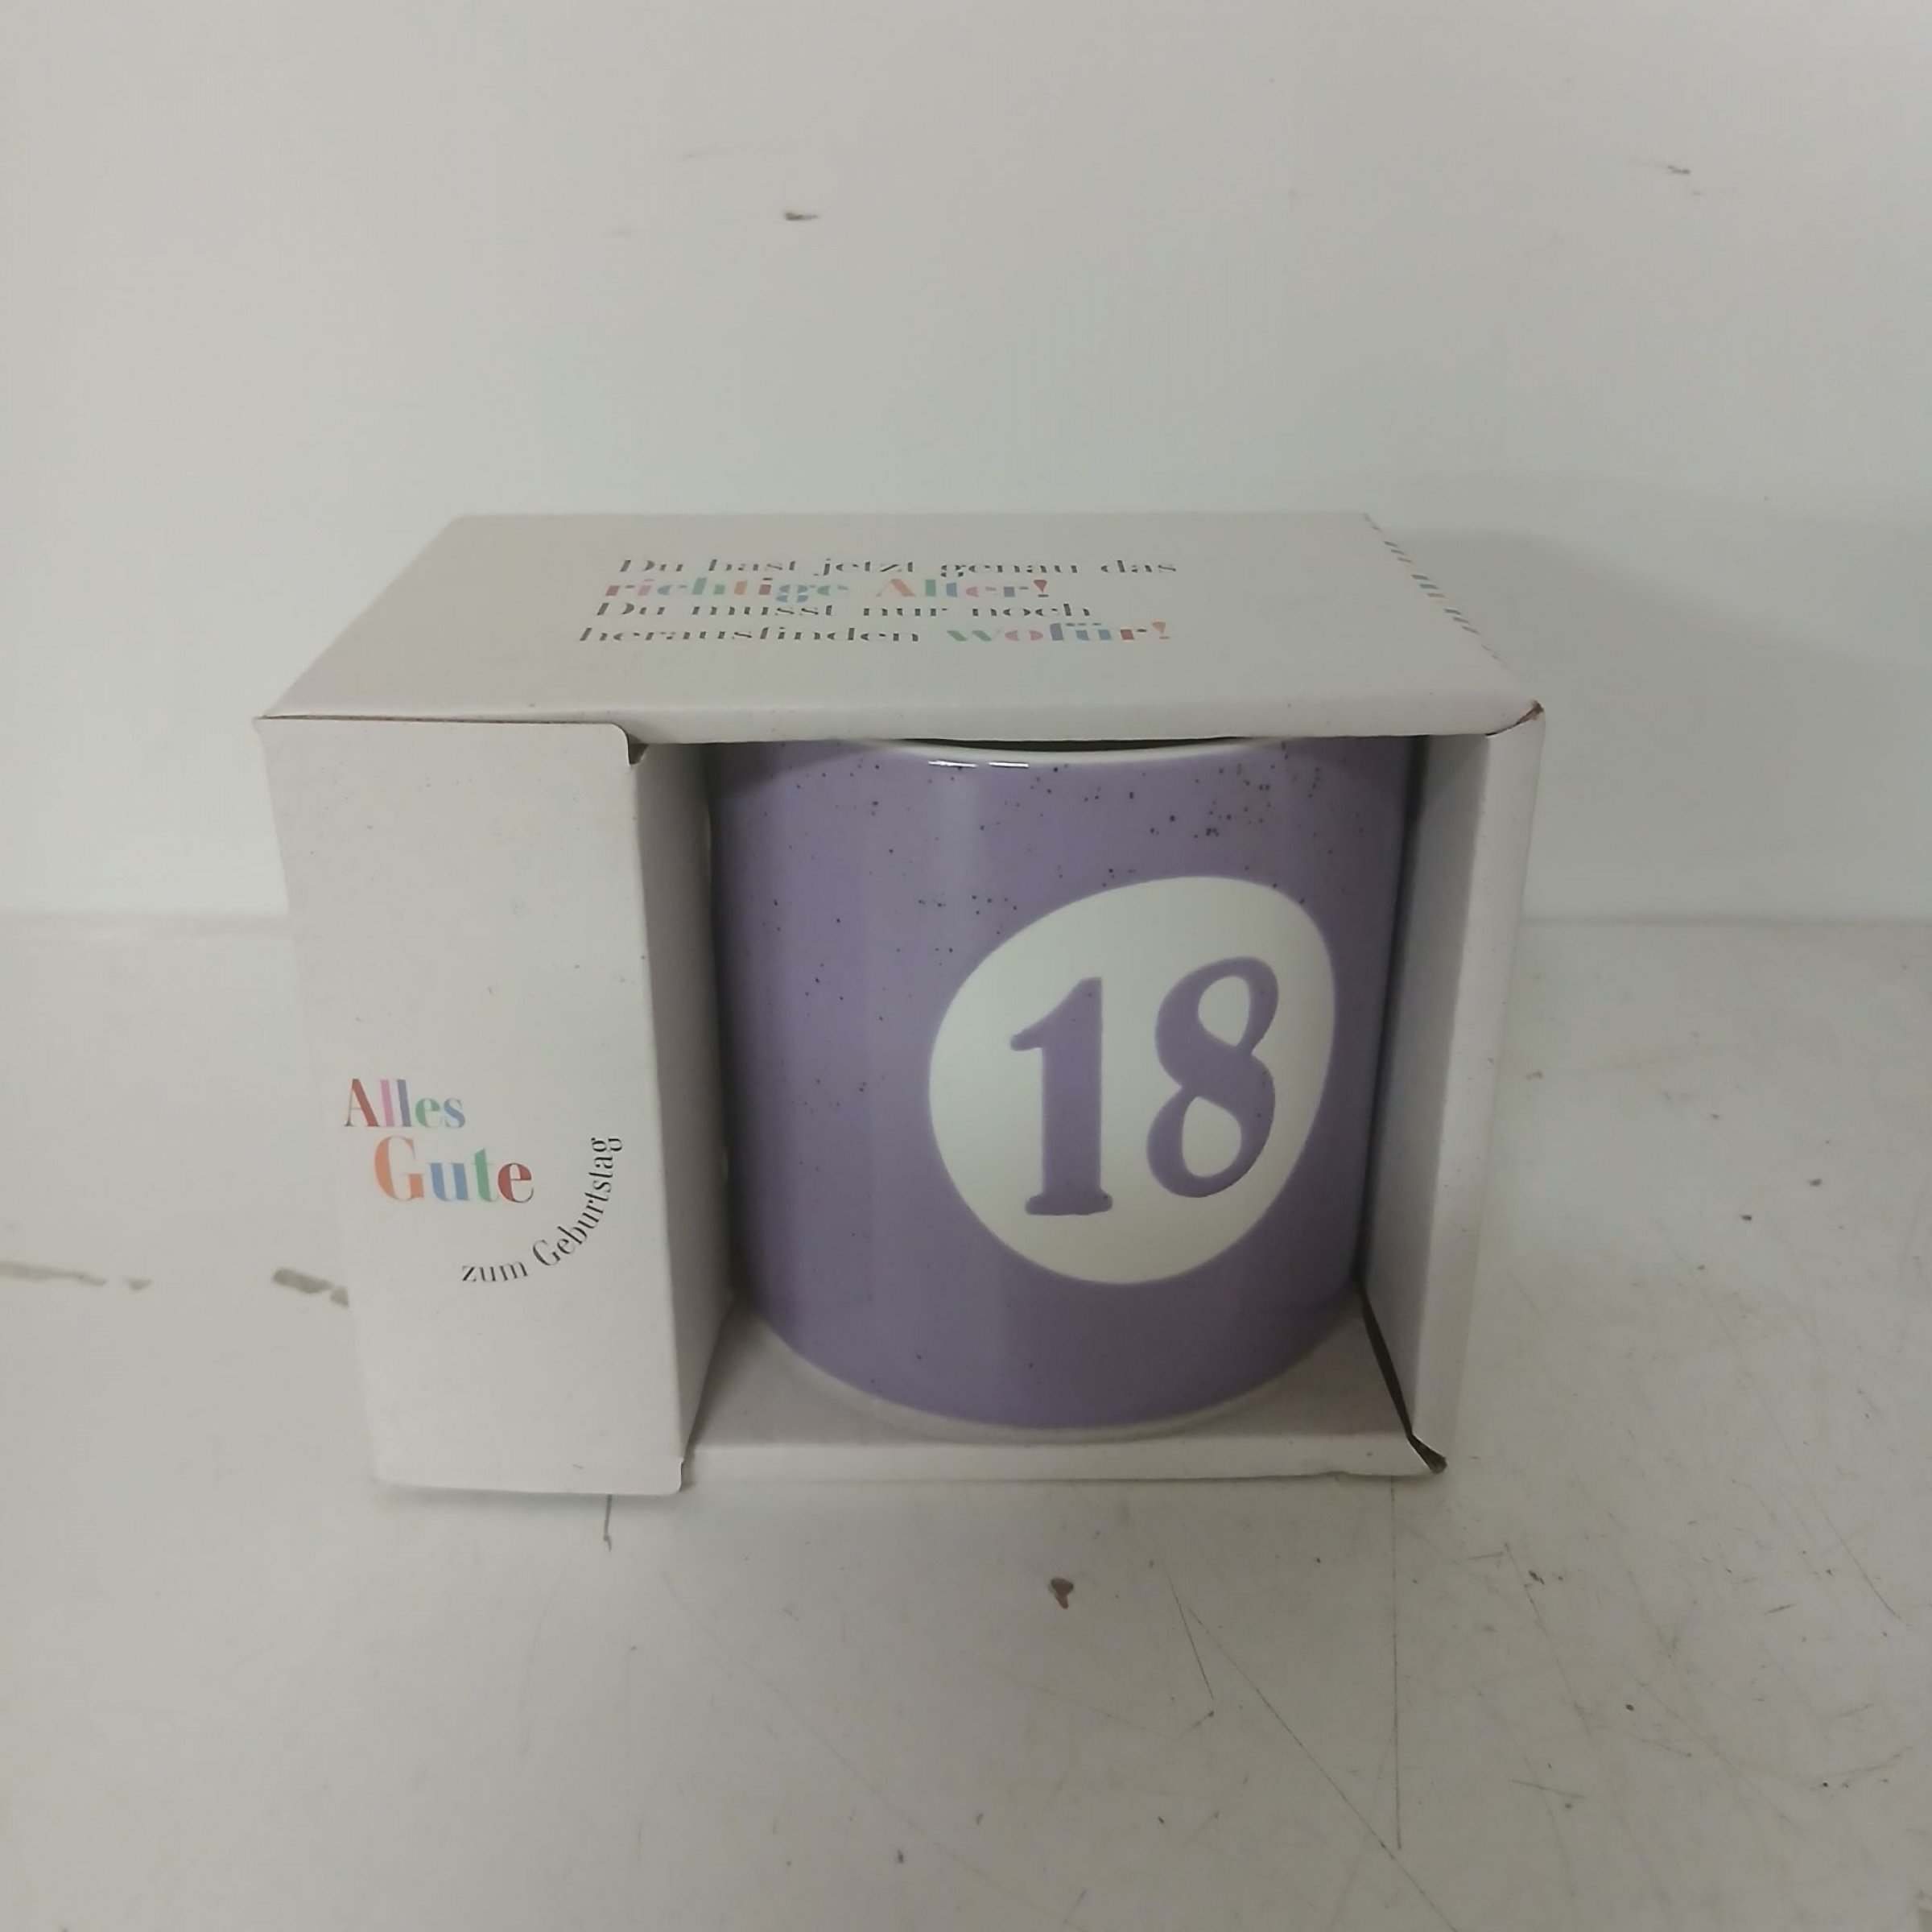 Du hast jetzt genau das
richtige Alter!
Du musst nur noch
herausfinden wofür!
Alles
Gute
zum Geburtstag
18